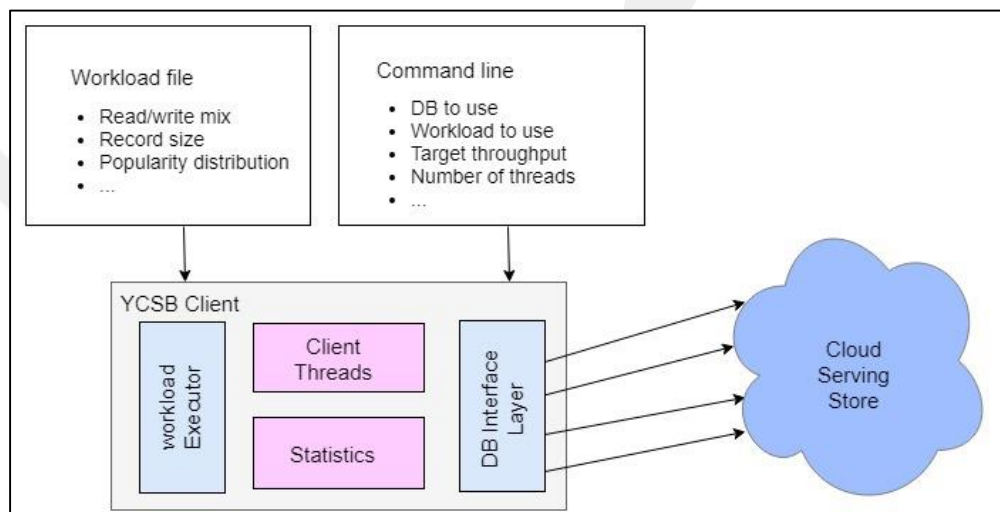 Workload file
• Read/write mix
• Record size
• Popularity distribution
• ...
Command line
• DB to use
• Workload to use
• Target throughput
• Number of threads
• ...
YCSB Client
workload
Executor
Client
Threads
Statistics
DB Interface
Layer
Cloud
Serving
Store